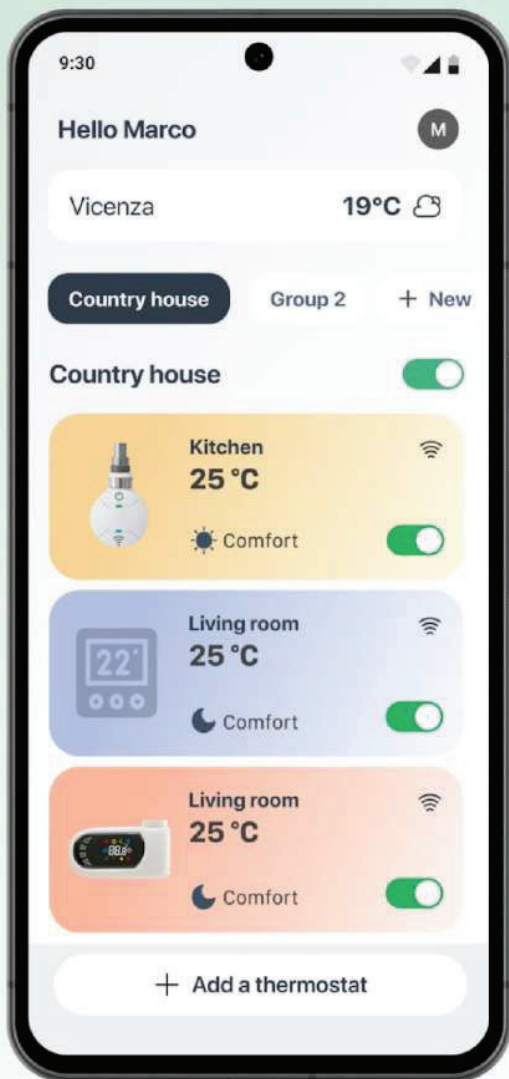 9:30
Hello Marco
M
Vicenza 19°C
Country house Group 2 + New
Country house
Kitchen
25 °C
Comfort
22°
Living room
25 °C
Comfort
Living room
25 °C
Comfort
+ Add a thermostat